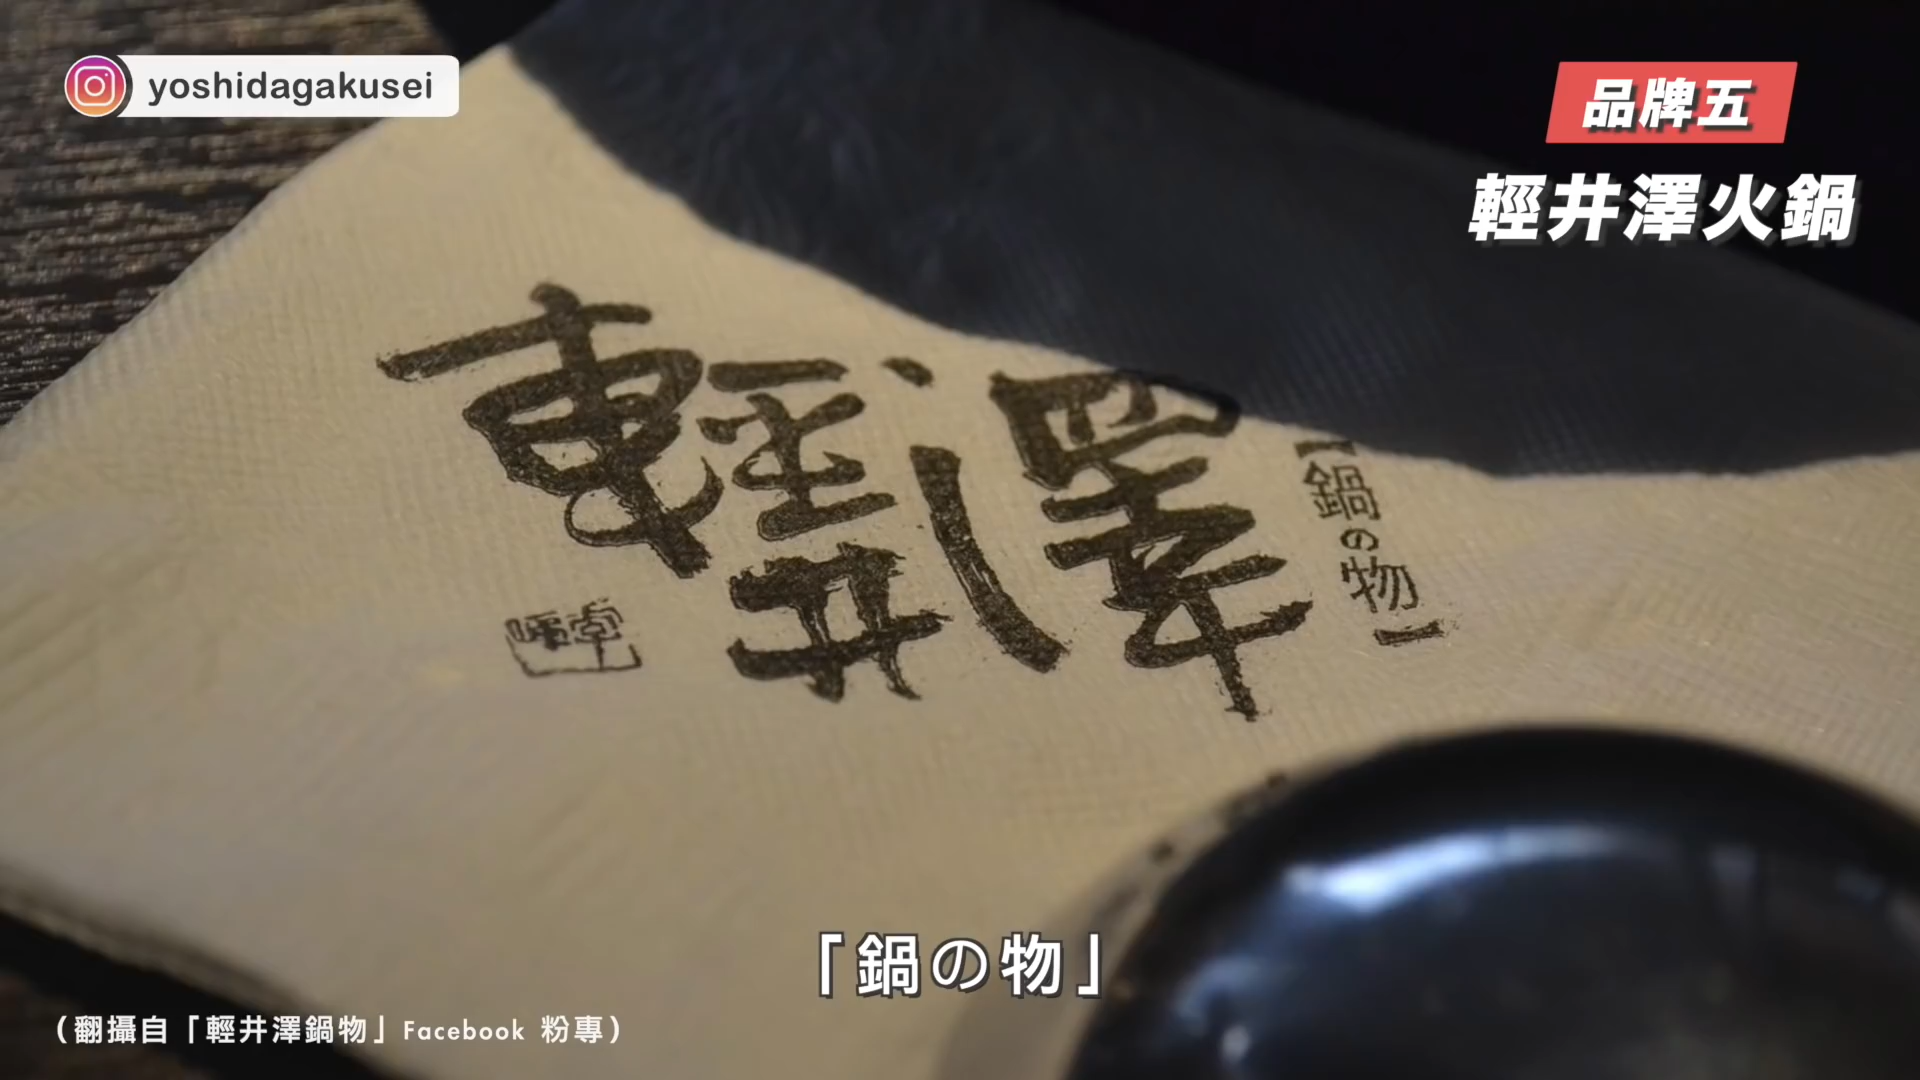 yoshidagakusei
品牌五
輕井澤火鍋
輕井澤
【鍋の物】
「鍋の物」
（翻攝自「輕井澤鍋物」Facebook 粉專）